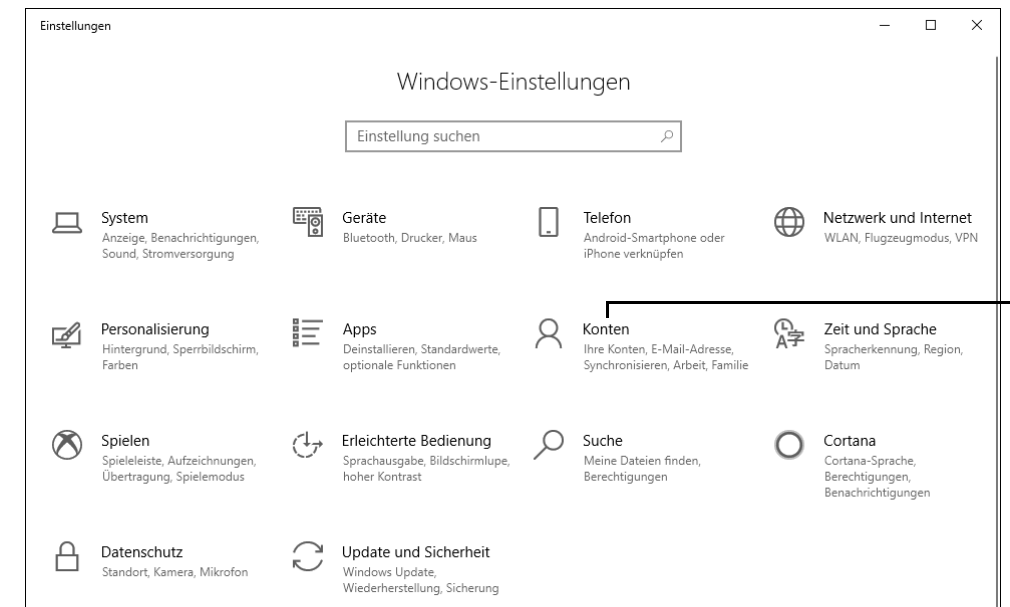 Einstellungen
Windows-Einstellungen
Einstellung suchen
System
Anzeige, Benachrichtigungen,
Sound, Stromversorgung
Geräte
Bluetooth, Drucker, Maus
Telefon
Android-Smartphone oder
iPhone verknüpfen
Netzwerk und Internet
WLAN, Flugzeugmodus, VPN
Personalisierung
Hintergrund, Sperrbildschirm,
Farben
Apps
Deinstallieren, Standardwerte,
optionale Funktionen
Konten
Ihre Konten, E-Mail-Adresse,
Synchronisieren, Arbeit, Familie
Zeit und Sprache
Spracherkennung, Region,
Datum
Spielen
Spieleleiste, Aufzeichnungen,
Übertragung, Spielemodus
Erleichterte Bedienung
Sprachausgabe, Bildschirmlupe,
hoher Kontrast
Suche
Meine Dateien finden,
Berechtigungen
Cortana
Cortana-Sprache,
Berechtigungen,
Benachrichtigungen
Datenschutz
Standort, Kamera, Mikrofon
Update und Sicherheit
Windows Update,
Wiederherstellung, Sicherung